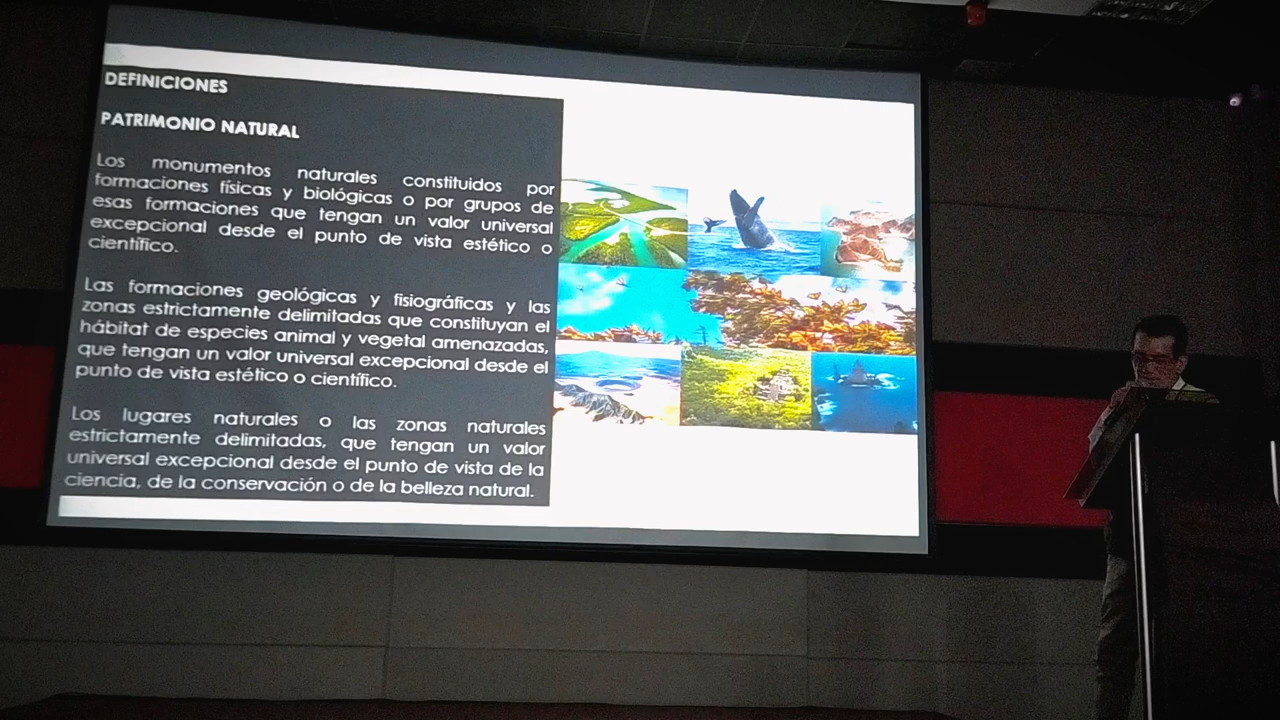 DEFINICIONES
PATRIMONIO NATURAL
Los monumentos naturales constituidos por
formaciones físicas y biológicas o por grupos de
esas formaciones que tengan un valor universal
excepcional desde el punto de vista estético o
científico.
Las formaciones geológicas y fisiográficas y las
zonas estrictamente delimitadas que constituyan el
hábitat de especies animal y vegetal amenazadas,
que tengan un valor universal excepcional desde el
punto de vista estético o científico.
Los lugares naturales o las zonas naturales
estrictamente delimitadas, que tengan un valor
universal excepcional desde el punto de vista de la
ciencia, de la conservación o de la belleza natural.